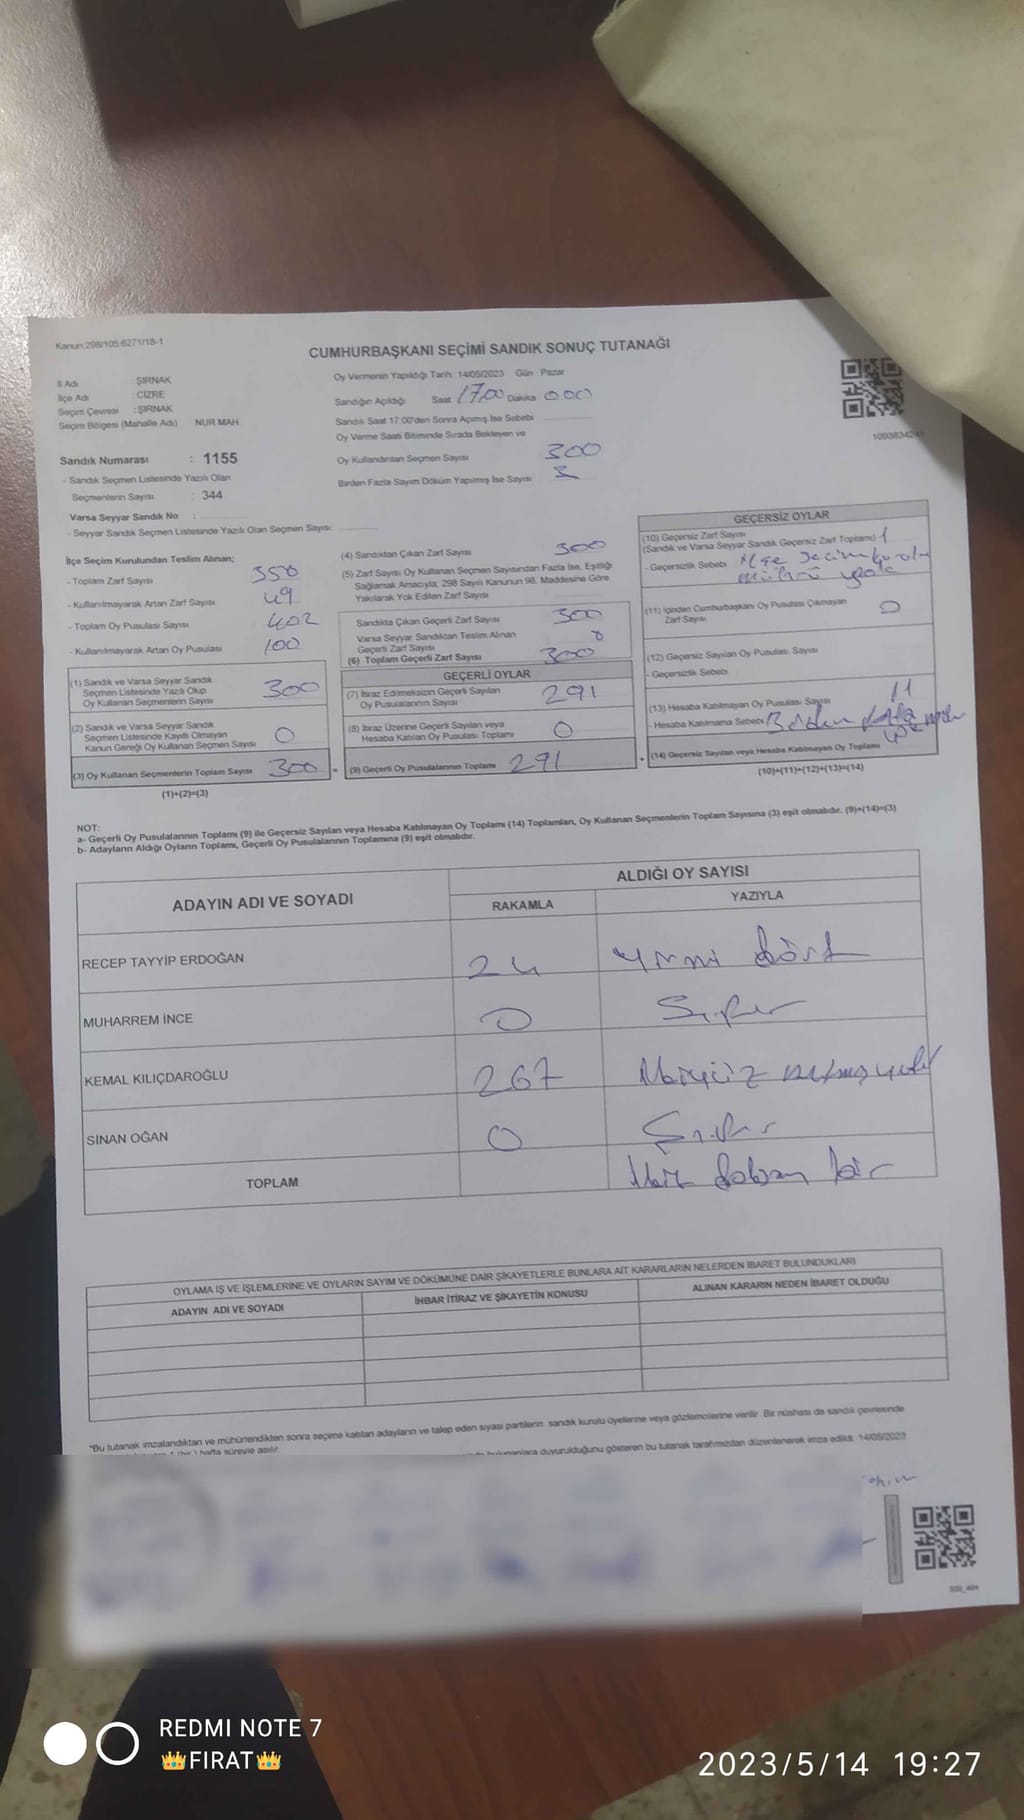 Kanun:298/105,6271/18-1
CUMHURBAŞKANI SEÇİMİ SANDIK SONUÇ TUTANAĞI
İl Adı ŞIRNAK
İlçe Adı : CİZRE
Seçim Çevresi : ŞIRNAK
Seçim Bölgesi (Mahalle Adı) NUR MAH.
Sandık Numarası : 1155
- Sandık Seçmen Listesinde Yazılı Olan
Seçmenlerin Sayısı : 344
Varsa Seyyar Sandık No :
- Seyyar Sandık Seçmen Listesinde Yazılı Olan Seçmen Sayısı:
Oy Vermenin Yapıldığı Tarih :14/05/2023 Gün : Pazar
Sandığın Açıldığı Saat 17.00 Dakika
Sandık Saat 17:00'den Sonra Açmış İse Sebebi
Oy Verme Saati Bitiminde Sırada Bekleyen ve
Oy Kullandırılan Seçmen Sayısı 300
Birden Fazla Sayım Döküm Yapılmış İse Sayısı
İlçe Seçim Kurulundan Teslim Alınan;
- Toplam Zarf Sayısı 350
- Kullanılmayarak Artan Zarf Sayısı 49
- Toplam Oy Pusulası Sayısı 402
- Kullanılmayarak Artan Oy Pusulası 100
(1) Sandık ve Varsa Seyyar Sandık
Seçmen Listesinde Yazılı Olup
Oy Kullanan Seçmenlerin Sayısı 300
(2) Sandık ve Varsa Seyyar Sandık
Seçmen Listesinde Kayıtlı Olmayan
Kanun Gereği Oy Kullanan Seçmen Sayısı 0
(3) Oy Kullanan Seçmenlerin Toplam Sayısı 300
(1)+(2)=(3)
(4) Sandıktan Çıkan Zarf Sayısı 300
(5) Zarf Sayısı Oy Kullanan Seçmen Sayısından Fazla İse, Eşitliği
Sağlamak Amacıyla, 298 Sayılı Kanunun 98. Maddesine Göre
Yakılarak Yok Edilen Zarf Sayısı
Sandıkta Çıkan Geçerli Zarf Sayısı 300
Varsa Seyyar Sandıktan Teslim Alınan
Geçerli Zarf Sayısı 0
(6) Toplam Geçerli Zarf Sayısı 300
GEÇERLİ OYLAR
(7) İtiraz Edilmeksizin Geçerli Sayılan
Oy Pusulalarının Sayısı 291
(8) İtiraz Üzerine Geçerli Sayılan veya
Hesaba Katılan Oy Pusulası Toplamı 0
= (9) Geçerli Oy Pusulalarının Toplamı 291
GEÇERSİZ OYLAR
(10) Geçersiz Zarf Sayısı
(Sandık ve Varsa Seyyar Sandık Geçersiz Zarf Toplamı) 1
- Geçersizlik Sebebi İlçe Seçim kurulu
mührü yok
(11) İçinden Cumhurbaşkanı Oy Pusulası Çıkmayan
Zarf Sayısı 0
(12) Geçersiz Sayılan Oy Pusulası Sayısı
- Geçersizlik Sebebi
(13) Hesaba Katılmayan Oy Pusulası Sayısı 11
- Hesaba Katılmama Sebebi
+ (14) Geçersiz Sayılan veya Hesaba Katılmayan Oy Toplamı
(10)+(11)+(12)+(13)=(14)
NOT:
a- Geçerli Oy Pusulalarının Toplamı (9) ile Geçersiz Sayılan veya Hesaba Katılmayan Oy Toplamı (14) Toplamları, Oy Kullanan Seçmenlerin Toplam Sayısına (3) eşit olmalıdır. (9)+(14)=(3)
b- Adayların Aldığı Oyların Toplamı, Geçerli Oy Pusulalarının Toplamına (9) eşit olmalıdır.
ADAYIN ADI VE SOYADI ALDIĞI OY SAYISI
RAKAMLA YAZIYLA
RECEP TAYYİP ERDOĞAN 24 Yirmi dört
MUHARREM İNCE 0 Sıfır
KEMAL KILIÇDAROĞLU 267 İkiyüz altmış yedi
SİNAN OĞAN 0 Sıfır
TOPLAM
OYLAMA İŞ VE İŞLEMLERİNE VE OYLARIN SAYIM VE DÖKÜMÜNE DAİR ŞİKAYETLERLE BUNLARA AİT KARARLARIN NELERDEN İBARET BULUNDUKLARI
ADAYIN ADI VE SOYADI İHBAR İTİRAZ VE ŞİKAYETİN KONUSU ALINAN KARARIN NEDEN İBARET OLDUĞU
*Bu tutanak imzalandıktan ve mühürlendikten sonra seçime katılan adayların ve talep eden siyasi partilerin sandık kurulu üyelerine veya gözlemcilerine verilir. Bir nüshası da sandık çevresinde
(bir) hafta süreyle asılır.
bulunanlara duyurulduğunu gösteren bu tutanak tarafımızdan düzenlenerek imza edildi. 14/05/2023
REDMI NOTE 7
👑FIRAT👑
2023/5/14 19:27